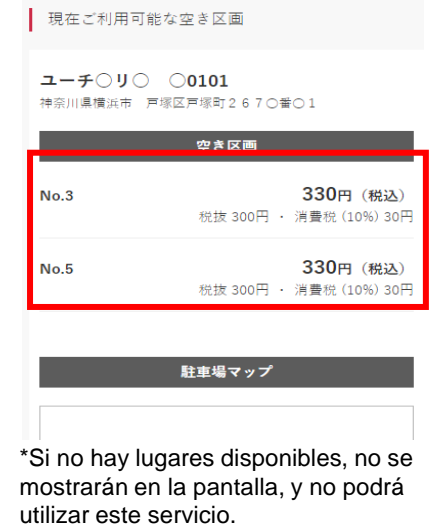 現在ご利用可能な空き区画
ユーチ○リ○ ○0101
神奈川県横浜市 戸塚区戸塚町２６７○番○１
空き区画
No.3 330円（税込）
税抜 300円 ・ 消費税 (10%) 30円
No.5 330円（税込）
税抜 300円 ・ 消費税 (10%) 30円
駐車場マップ
*Si no hay lugares disponibles, no se
mostrarán en la pantalla, y no podrá
utilizar este servicio.